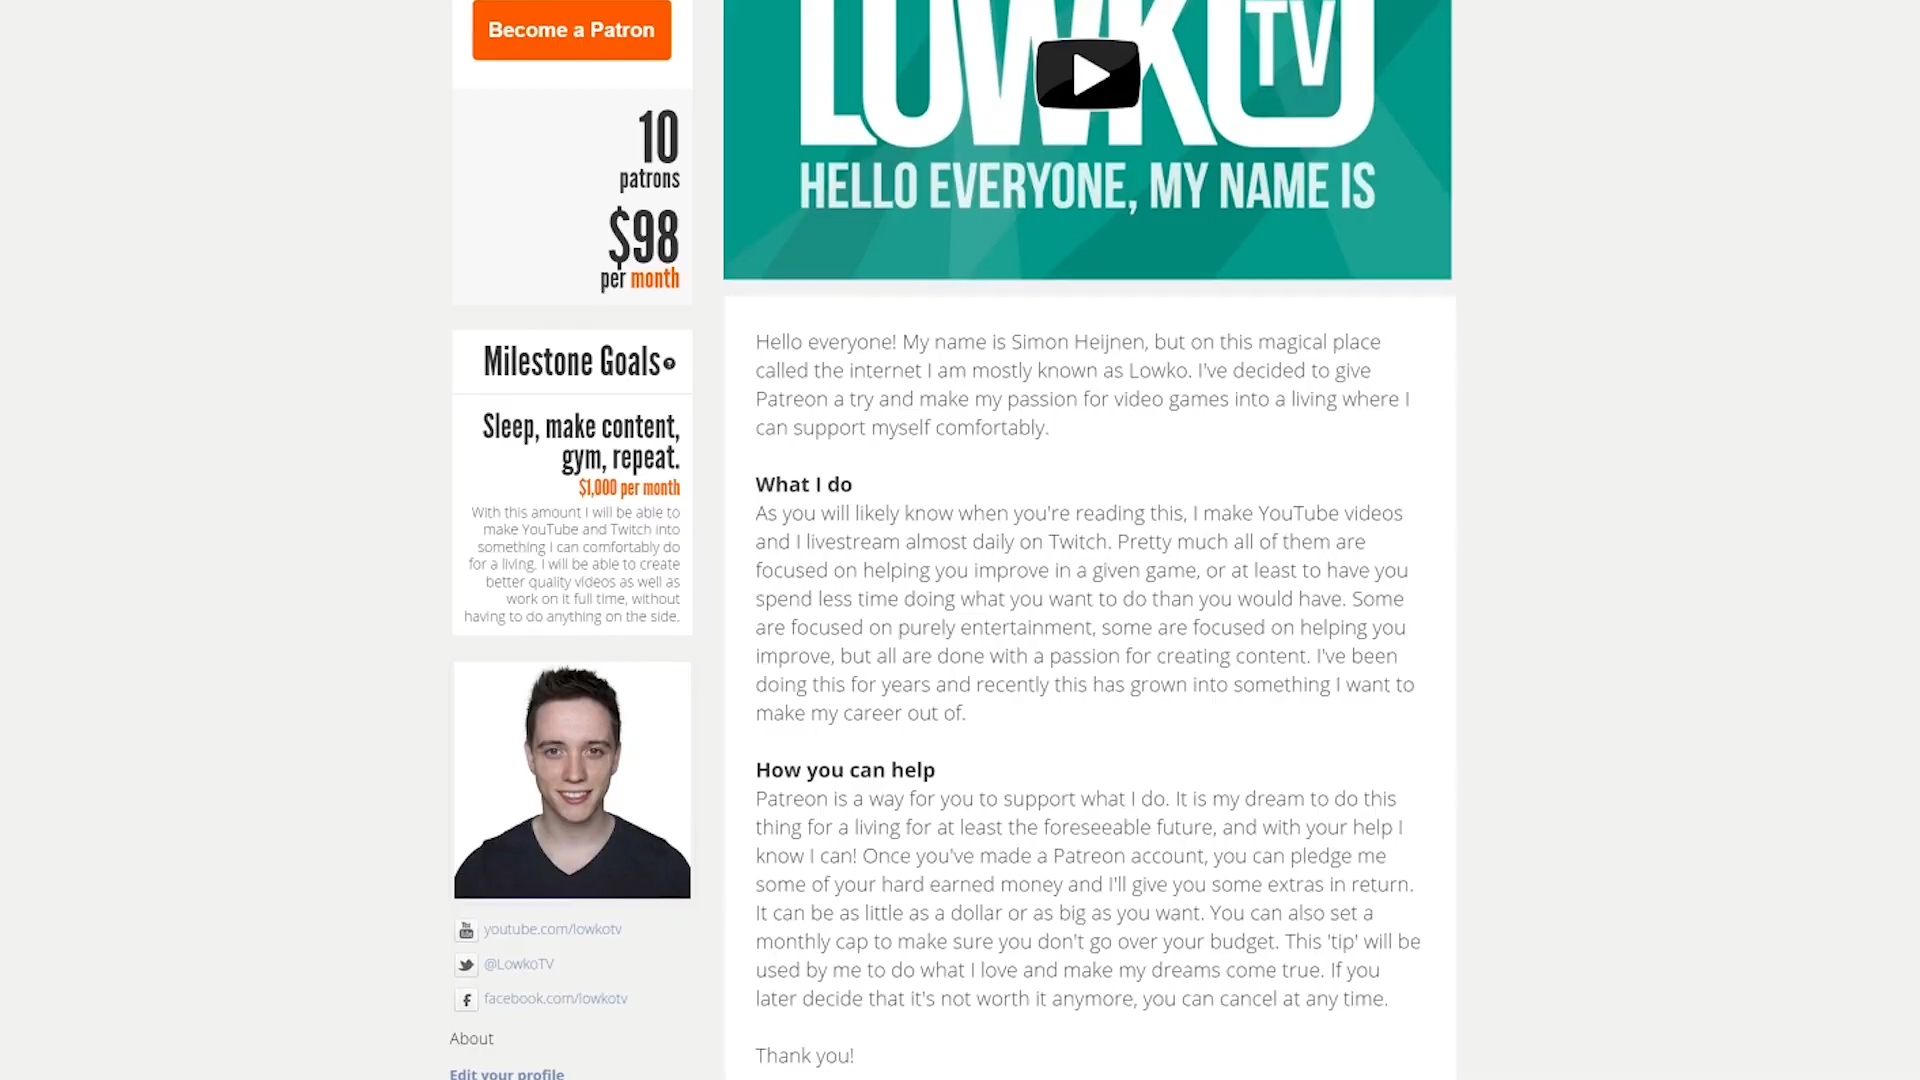 Become a Patron
10
patrons
$98
per month
Milestone Goals
Sleep, make content,
gym, repeat.
$1,000 per month
With this amount I will be able to
make YouTube and Twitch into
something I can comfortably do
for a living. I will be able to create
better quality videos as well as
work on it full time, without
having to do anything on the side.
youtube.com/lowkotv
@LowkoTV
facebook.com/lowkotv
About
Edit your profile
LOWKO TV
HELLO EVERYONE, MY NAME IS
Hello everyone! My name is Simon Heijnen, but on this magical place
called the internet I am mostly known as Lowko. I've decided to give
Patreon a try and make my passion for video games into a living where I
can support myself comfortably.
What I do
As you will likely know when you're reading this, I make YouTube videos
and I livestream almost daily on Twitch. Pretty much all of them are
focused on helping you improve in a given game, or at least to have you
spend less time doing what you want to do than you would have. Some
are focused on purely entertainment, some are focused on helping you
improve, but all are done with a passion for creating content. I've been
doing this for years and recently this has grown into something I want to
make my career out of.
How you can help
Patreon is a way for you to support what I do. It is my dream to do this
thing for a living for at least the foreseeable future, and with your help I
know I can! Once you've made a Patreon account, you can pledge me
some of your hard earned money and I'll give you some extras in return.
It can be as little as a dollar or as big as you want. You can also set a
monthly cap to make sure you don't go over your budget. This 'tip' will be
used by me to do what I love and make my dreams come true. If you
later decide that it's not worth it anymore, you can cancel at any time.
Thank you!